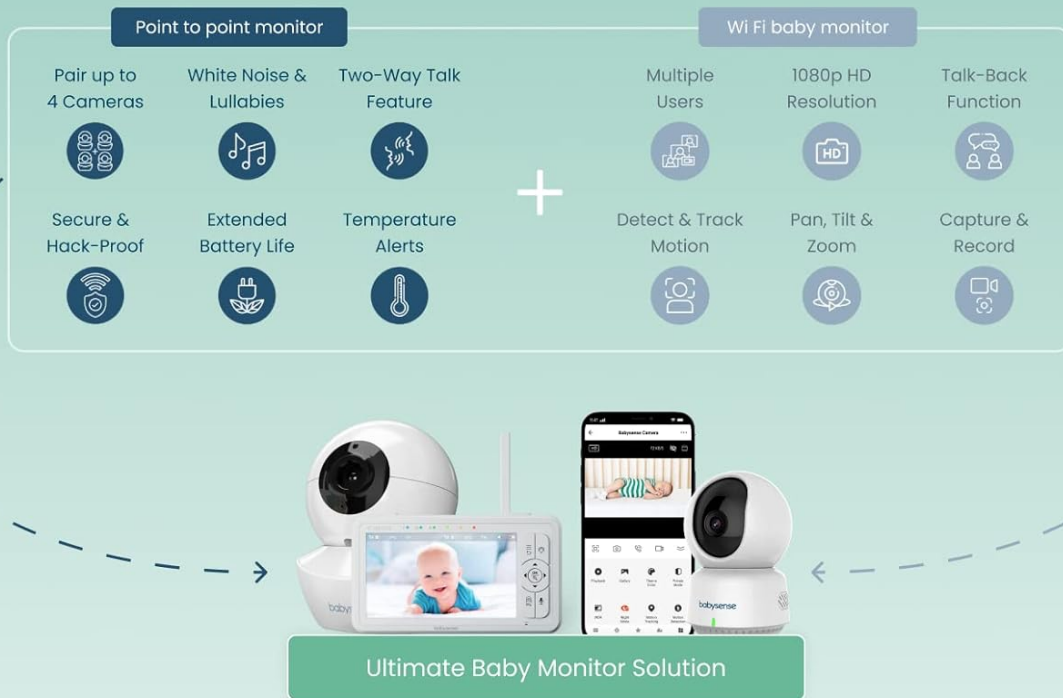 Point to point monitor
Pair up to
4 Cameras
White Noise &
Lullabies
Two-Way Talk
Feature
Secure &
Hack-Proof
Extended
Battery Life
Temperature
Alerts
Wi Fi baby monitor
Multiple
Users
1080p HD
Resolution
HD
Talk-Back
Function
Detect & Track
Motion
Pan, Tilt &
Zoom
Capture &
Record
Babysense Camera
babysense
babysense
Ultimate Baby Monitor Solution